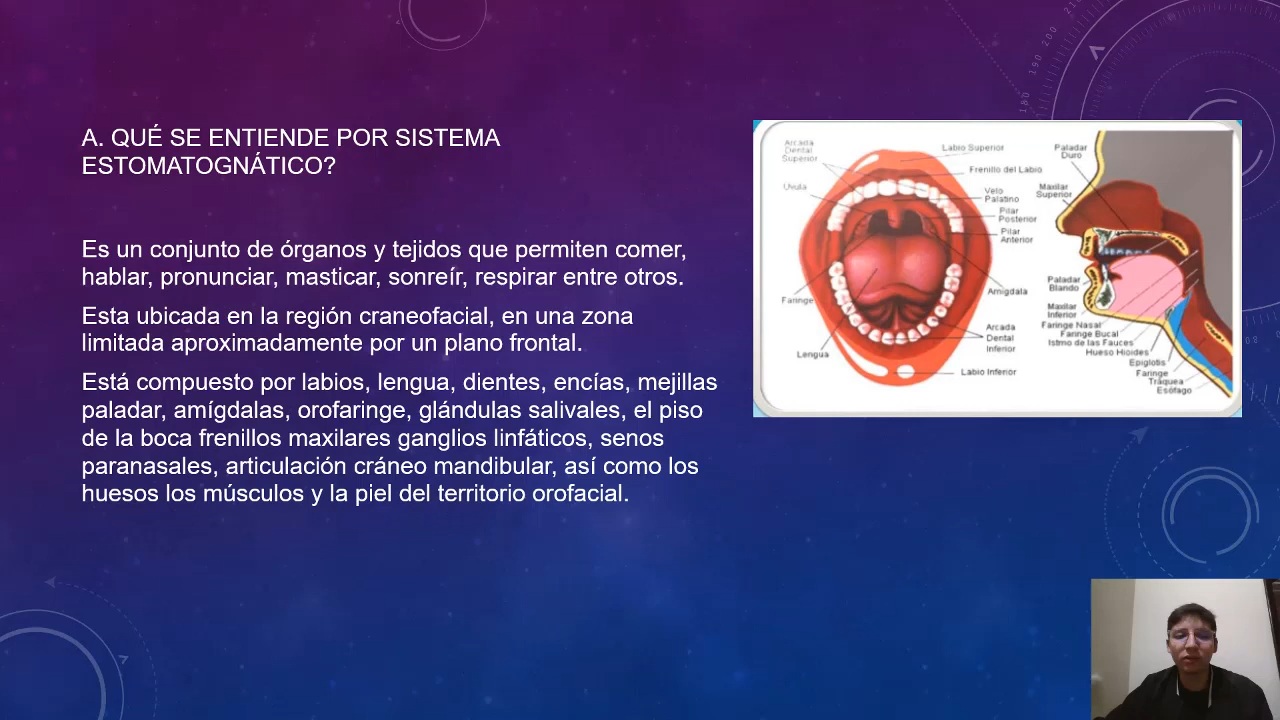 A. QUÉ SE ENTIENDE POR SISTEMA
ESTOMATOGNÁTICO?
Es un conjunto de órganos y tejidos que permiten comer,
hablar, pronunciar, masticar, sonreír, respirar entre otros.
Esta ubicada en la región craneofacial, en una zona
limitada aproximadamente por un plano frontal.
Está compuesto por labios, lengua, dientes, encías, mejillas
paladar, amígdalas, orofaringe, glándulas salivales, el piso
de la boca frenillos maxilares ganglios linfáticos, senos
paranasales, articulación cráneo mandibular, así como los
huesos los músculos y la piel del territorio orofacial.
Arcada
Dental
Superior
Uvula
Faringe
Lengua
Labio Superior
Frenillo del Labio
Velo
Palatino
Pilar
Posterior
Pilar
Anterior
Amigdala
Arcada
Dental
Inferior
Labio Inferior
Paladar
Duro
Maxilar
Superior
Paladar
Blando
Maxilar
Inferior
Faringe Nasal
Faringe Bucal
Istmo de las Fauces
Hueso Hioides
Epiglotis
Faringe
Tráquea
Esófago
180 190 200